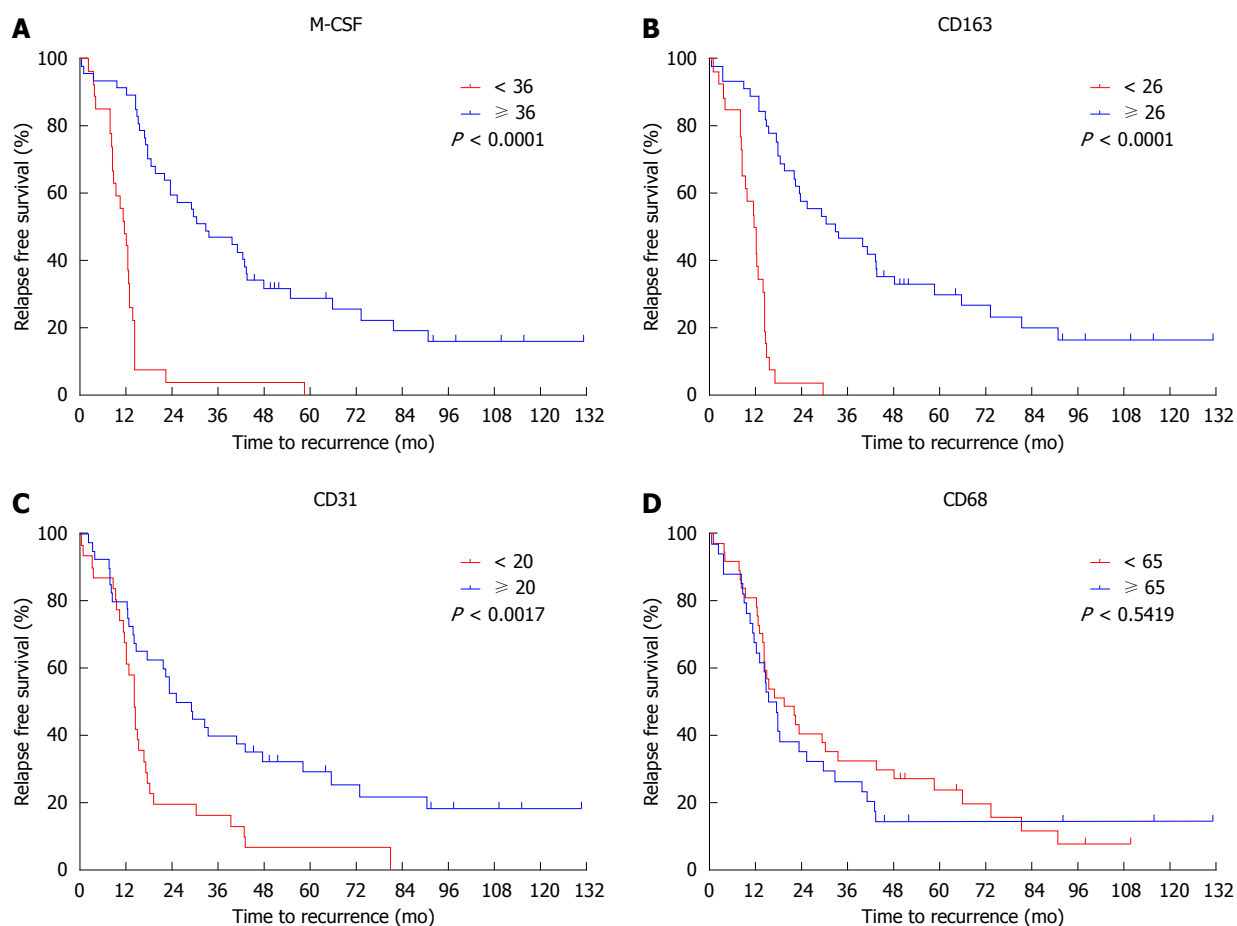 A
M-CSF
100
80
60
40
20
0
Relapse free survival (%)
< 36
⩾ 36
P < 0.0001
0 12 24 36 48 60 72 84 96 108 120 132
Time to recurrence (mo)
B
CD163
100
80
60
40
20
0
Relapse free survival (%)
< 26
⩾ 26
P < 0.0001
0 12 24 36 48 60 72 84 96 108 120 132
Time to recurrence (mo)
C
CD31
100
80
60
40
20
0
Relapse free survival (%)
< 20
⩾ 20
P < 0.0017
0 12 24 36 48 60 72 84 96 108 120 132
Time to recurrence (mo)
D
CD68
100
80
60
40
20
0
Relapse free survival (%)
< 65
⩾ 65
P < 0.5419
0 12 24 36 48 60 72 84 96 108 120 132
Time to recurrence (mo)